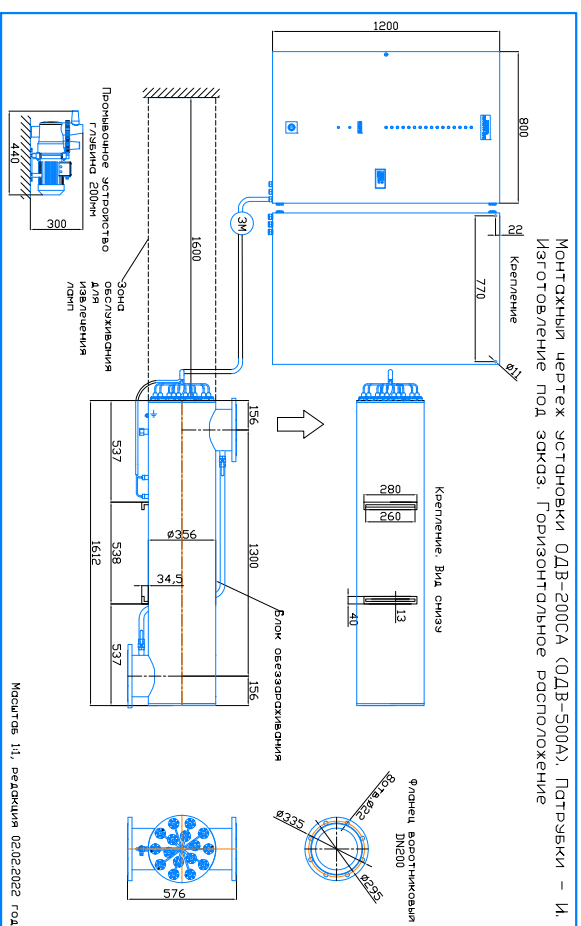 Монтажный чертеж установки ОДВ-200СА (ОДВ-500А). Патрубки - И.
Изготовление под заказ. Горизонтальное расположение
1200
800
22
Крепление
770
ø11
3М
1600
Зона
обслуживания
для
извлечения
ламп
Промывочное устройство
глубина 200мм
440
300
156
1300
156
537
538
537
1612
ø356
34,5
Блок обеззараживания
Крепление. Вид снизу
280
260
13
40
Фланец воротниковый
DN200
8отв.ø22
ø335
ø295
576
Масштаб 1:1, редакция 02.02.2022 год